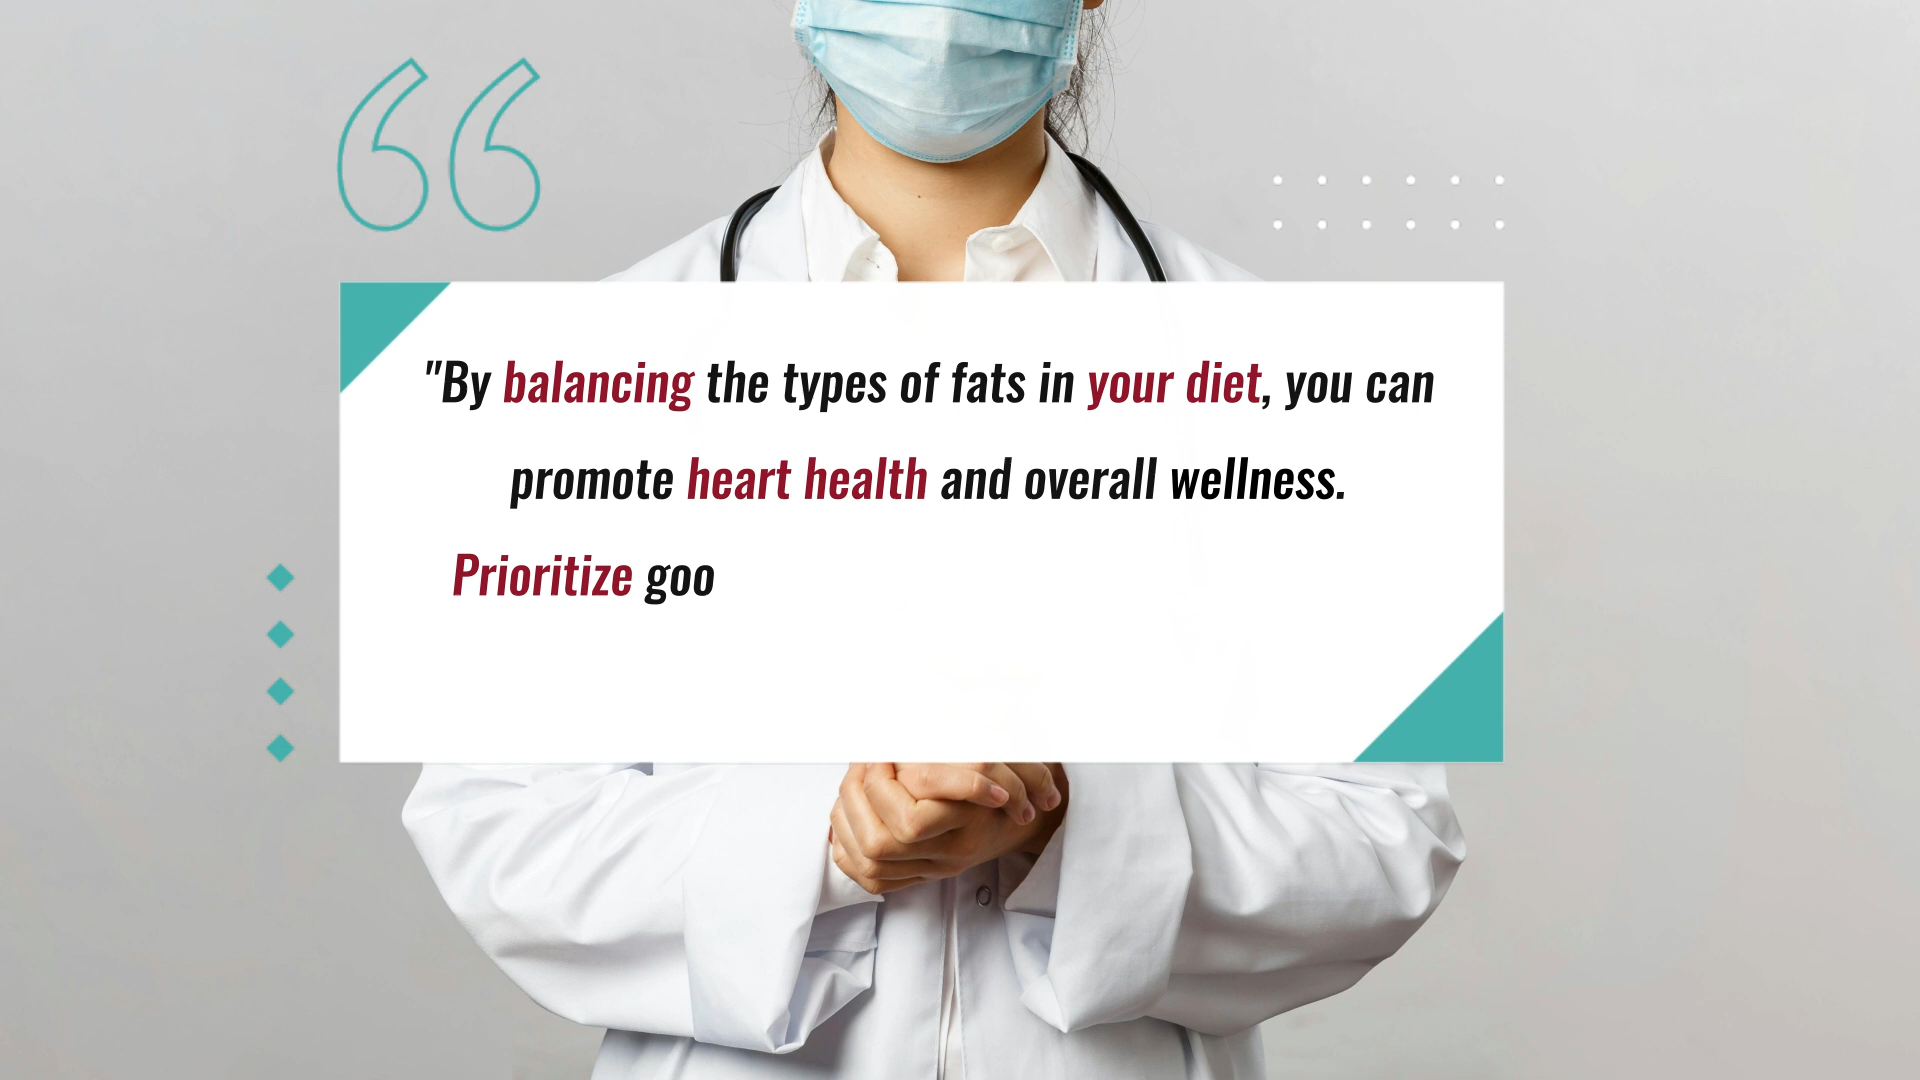 "By balancing the types of fats in your diet, you can
promote heart health and overall wellness.
Prioritize goo